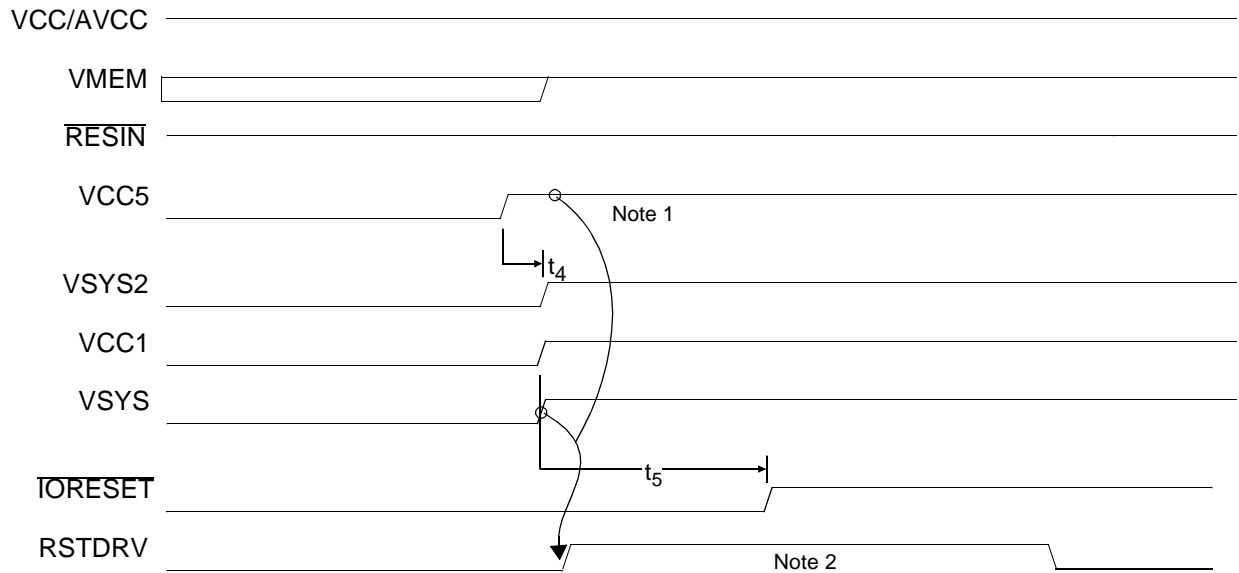 VCC/AVCC
VMEM
RESIN
VCC5
Note 1
t4
VSYS2
VCC1
VSYS
t5
IORESET
RSTDRV
Note 2